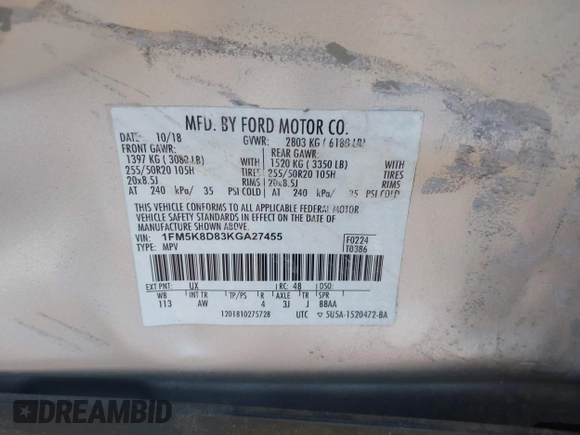 MFD. BY FORD MOTOR CO.
DATE: 10/18 GVWR: 2803 KG ( 6180 LB)
FRONT GAWR: REAR GAWR:
1397 KG ( 3080 LB) WITH 1520 KG ( 3350 LB) WITH
255/50R20 105H TIRES 255/50R20 105H TIRES
20x8.5J RIMS 20x8.5J RIMS
AT 240 kPa/ 35 PSI COLD AT 240 kPa/ 35 PSI COLD
THIS VEHICLE CONFORMS TO ALL APPLICABLE FEDERAL MOTOR
VEHICLE SAFETY STANDARDS IN EFFECT ON THE DATE OF
MANUFACTURE SHOWN ABOVE.
VIN: 1FM5K8D83KGA27455 F0224
TYPE: MPV T0386
EXT PNT: UX RC: 48 DSO:
WB INT TR TP/PS R AXLE TR SPR
113 AW 4 3J J BBAA
1201810275728 UTC ▽ 5U5A-1520472-BA
DREAMBID